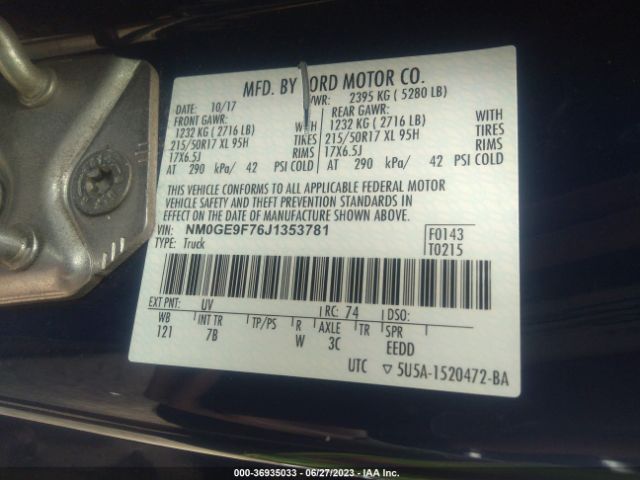 MFD. BY FORD MOTOR CO.
DATE: 10/17
VWR: 2395 KG ( 5280 LB)
FRONT GAWR:
1232 KG ( 2716 LB) WITH
215/50R17 XL 95H TIRES
17X6.5J RIMS
AT 290 kPa/ 42 PSI COLD
REAR GAWR:
1232 KG ( 2716 LB) WITH
215/50R17 XL 95H TIRES
17X6.5J RIMS
AT 290 kPa/ 42 PSI COLD
THIS VEHICLE CONFORMS TO ALL APPLICABLE FEDERAL MOTOR
VEHICLE SAFETY AND THEFT PREVENTION STANDARDS IN
EFFECT ON THE DATE OF MANUFACTURE SHOWN ABOVE.
VIN: NM0GE9F76J1353781
TYPE: Truck
F0143
T0215
EXT PNT: UV RC: 74 DSO:
WB INT TR TP/PS R AXLE TR SPR
121 7B W 3C EEDD
UTC ▽ 5U5A-1520472-BA
000-36935033 - 06/27/2023 - IAA Inc.